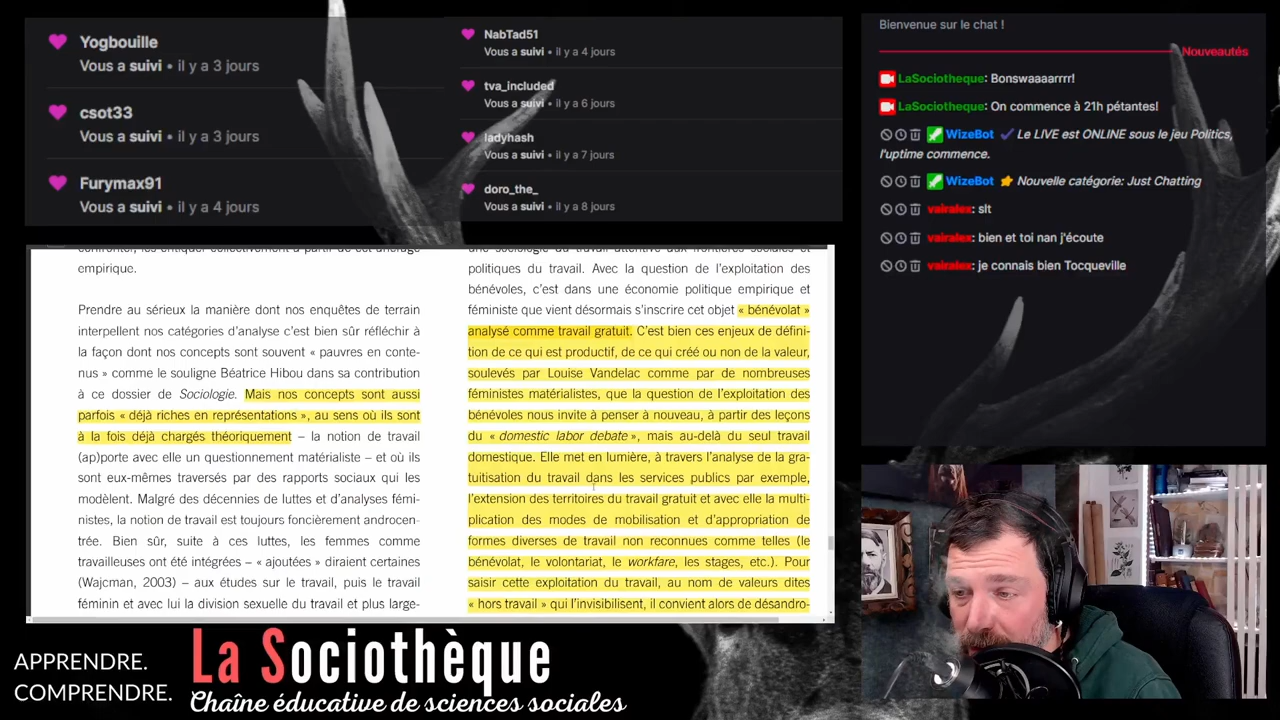 Yogbouille
Vous a suivi • il y a 3 jours
csot33
Vous a suivi • il y a 3 jours
Furymax91
Vous a suivi • il y a 4 jours
NabTad51
Vous a suivi • il y a 4 jours
tva_included
Vous a suivi • il y a 6 jours
ladyhash
Vous a suivi • il y a 7 jours
doro_the_
Vous a suivi • il y a 8 jours
Bienvenue sur le chat !
Nouveautés
LaSociotheque: Bonswaaaarrrr!
LaSociotheque: On commence à 21h pétantes!
WizeBot Le LIVE est ONLINE sous le jeu Politics,
l'uptime commence.
WizeBot Nouvelle catégorie: Just Chatting
vairalex: slt
vairalex: bien et toi nan j'écoute
vairalex: je connais bien Tocqueville
empirique.
Prendre au sérieux la manière dont nos enquêtes de terrain
interpellent nos catégories d'analyse c'est bien sûr réfléchir à
la façon dont nos concepts sont souvent « pauvres en conte-
nus » comme le souligne Béatrice Hibou dans sa contribution
à ce dossier de Sociologie. Mais nos concepts sont aussi
parfois « déjà riches en représentations », au sens où ils sont
à la fois déjà chargés théoriquement – la notion de travail
(ap)porte avec elle un questionnement matérialiste – et où ils
sont eux-mêmes traversés par des rapports sociaux qui les
modèlent. Malgré des décennies de luttes et d'analyses fémi-
nistes, la notion de travail est toujours foncièrement androcen-
trée. Bien sûr, suite à ces luttes, les femmes comme
travailleuses ont été intégrées – « ajoutées » diraient certaines
(Wajcman, 2003) – aux études sur le travail, puis le travail
féminin et avec lui la division sexuelle du travail et plus large-
une sociologie du travail attentive aux frontières sociales et
politiques du travail. Avec la question de l'exploitation des
bénévoles, c'est dans une économie politique empirique et
féministe que vient désormais s'inscrire cet objet « bénévolat »
analysé comme travail gratuit. C'est bien ces enjeux de défini-
tion de ce qui est productif, de ce qui créé ou non de la valeur,
soulevés par Louise Vandelac comme par de nombreuses
féministes matérialistes, que la question de l'exploitation des
bénévoles nous invite à penser à nouveau, à partir des leçons
du « domestic labor debate », mais au-delà du seul travail
domestique. Elle met en lumière, à travers l'analyse de la gra-
tuitisation du travail dans les services publics par exemple,
l'extension des territoires du travail gratuit et avec elle la multi-
plication des modes de mobilisation et d'appropriation de
formes diverses de travail non reconnues comme telles (le
bénévolat, le volontariat, le workfare, les stages, etc.). Pour
saisir cette exploitation du travail, au nom de valeurs dites
« hors travail » qui l'invisibilisent, il convient alors de désandro-
APPRENDRE.
COMPRENDRE.
La Sociothèque
Chaîne éducative de sciences sociales